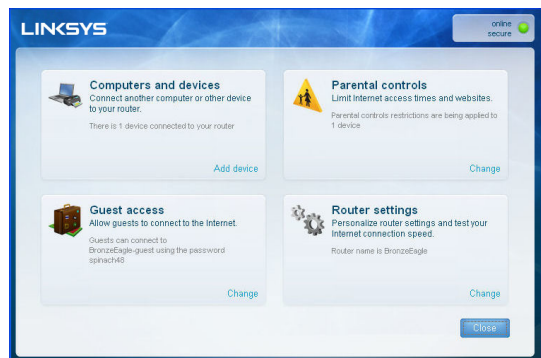 LINKSYS
online
secure
Computers and devices
Connect another computer or other device
to your router.
There is 1 device connected to your router
Add device
Parental controls
Limit Internet access times and websites.
Parental controls restrictions are being applied to
1 device
Change
Guest access
Allow guests to connect to the Internet.
Guests can connect to
BronzeEagle-guest using the password
spinach48
Change
Router settings
Personalize router settings and test your
Internet connection speed.
Router name is BronzeEagle
Change
Close